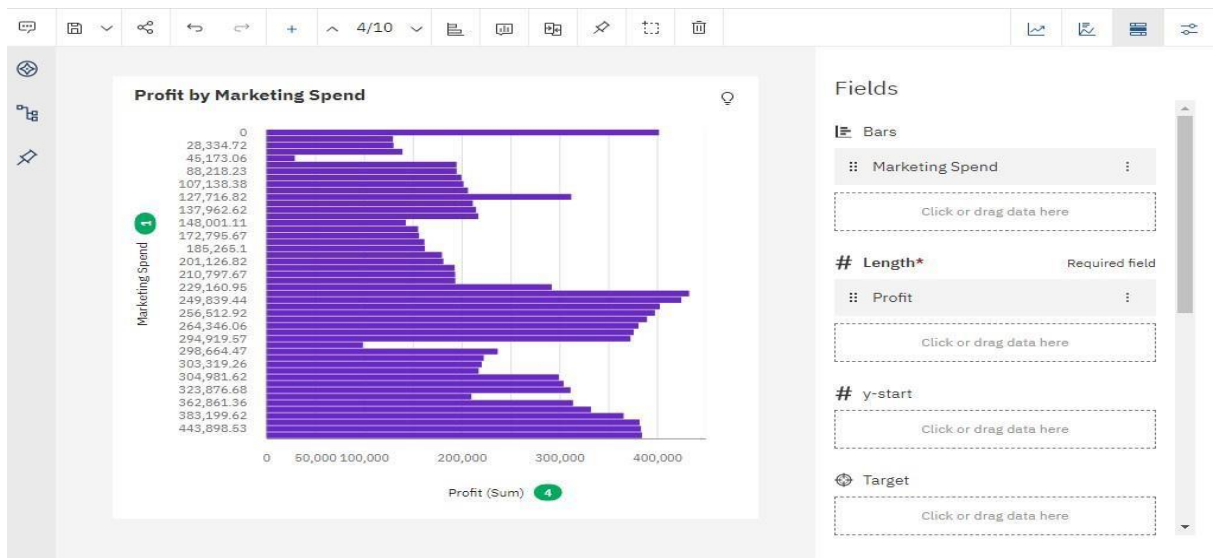 4/10
Profit by Marketing Spend
0
28,334.72
45,173.06
88,218.23
107,138.38
127,716.82
137,962.62
148,001.11
172,795.67
185,265.1
201,126.82
210,797.67
229,160.95
249,839.44
256,512.92
264,346.06
294,919.57
298,664.47
303,319.26
304,981.62
323,876.68
362,861.36
383,199.62
443,898.53
Marketing Spend 1
0 50,000 100,000 200,000 300,000 400,000
Profit (Sum) 4
Fields
Bars
Marketing Spend
Click or drag data here
# Length* Required field
Profit
Click or drag data here
# y-start
Click or drag data here
Target
Click or drag data here